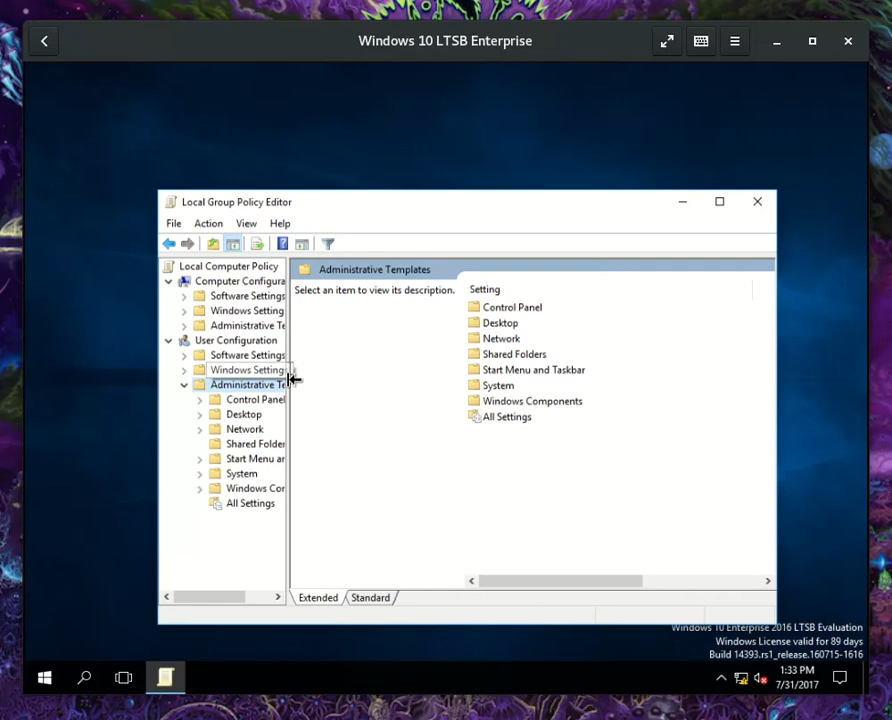 Windows 10 LTSB Enterprise
Local Group Policy Editor
File Action View Help
Local Computer Policy
Computer Configura
Software Settings
Windows Setting
Administrative Te
User Configuration
Software Settings
Windows Setting
Administrative Te
Control Panel
Desktop
Network
Shared Folder
Start Menu an
System
Windows Cor
All Settings
Administrative Templates
Select an item to view its description.
Setting
Control Panel
Desktop
Network
Shared Folders
Start Menu and Taskbar
System
Windows Components
All Settings
Extended Standard
Windows 10 Enterprise 2016 LTSB Evaluation
Windows License valid for 89 days
Build 14393.rs1_release.160715-1616
1:33 PM
7/31/2017